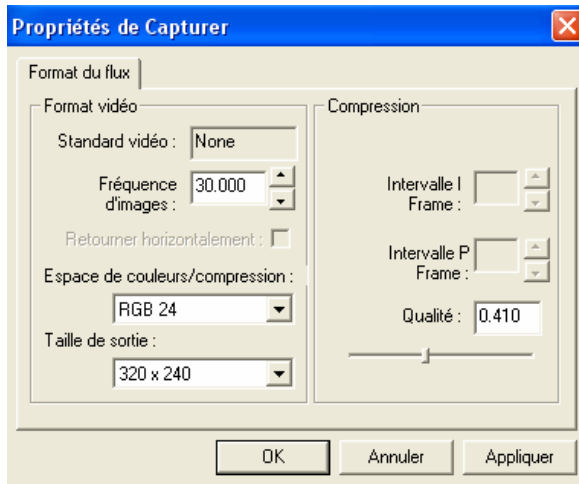 Propriétés de Capturer
Format du flux
Format vidéo
Standard vidéo : None
Fréquence
d'images : 30.000
Retourner horizontalement :
Espace de couleurs/compression :
RGB 24
Taille de sortie :
320 x 240
Compression
Intervalle I
Frame :
Intervalle P
Frame :
Qualité : 0.410
OK Annuler Appliquer